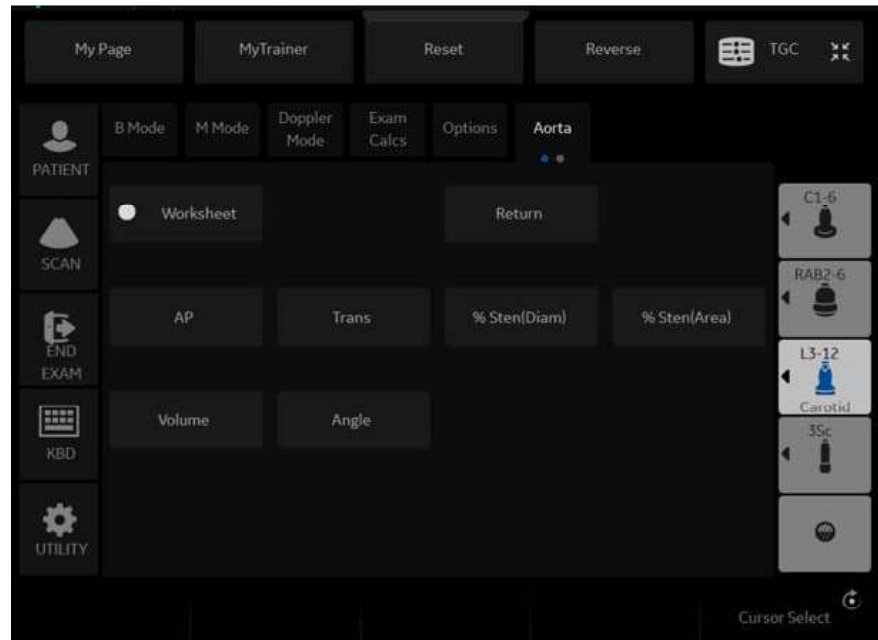 My Page
MyTrainer
Reset
Reverse
TGC
PATIENT
SCAN
END
EXAM
KBD
UTILITY
B Mode
M Mode
Doppler
Mode
Exam
Calcs
Options
Aorta
Worksheet
Return
AP
Trans
% Sten(Diam)
% Sten(Area)
Volume
Angle
C1-6
RAB2-6
L3-12
Carotid
3Sc
Cursor Select